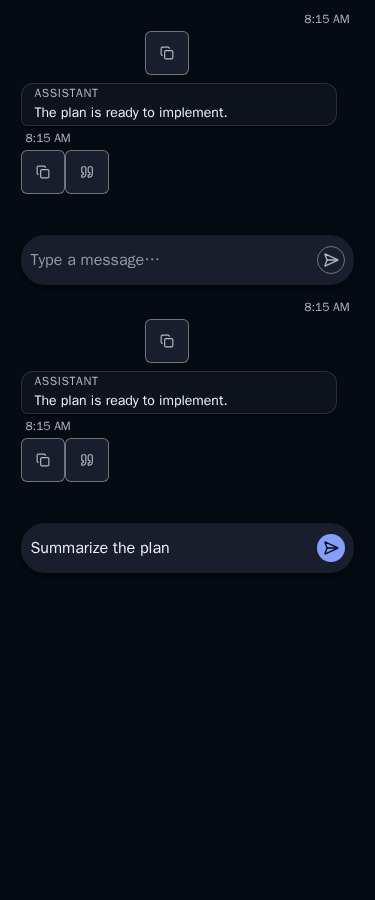 8:15 AM
ASSISTANT
The plan is ready to implement.
8:15 AM
Type a message···
8:15 AM
ASSISTANT
The plan is ready to implement.
8:15 AM
Summarize the plan